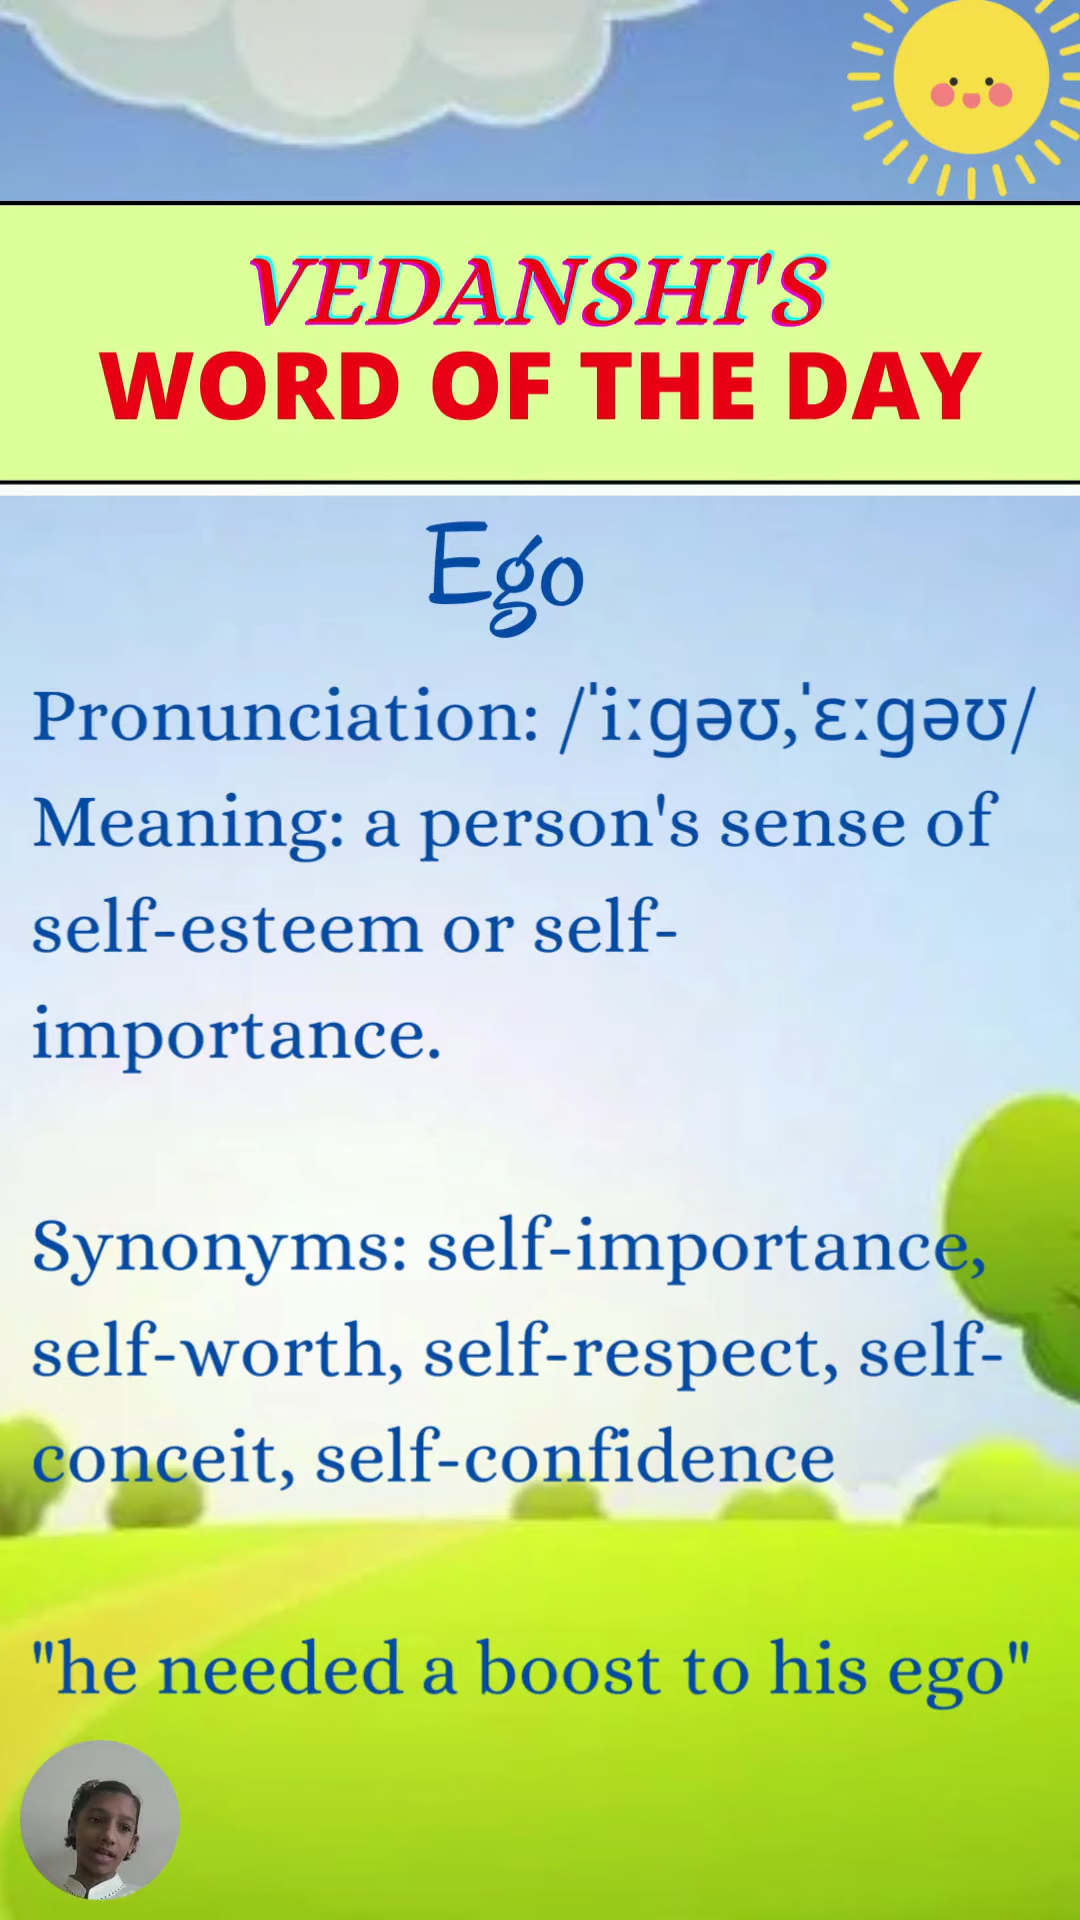 VEDANSHI'S
WORD OF THE DAY
Ego
Pronunciation: /ˈiːɡəʊ,ˈɛːɡəʊ/
Meaning: a person's sense of
self-esteem or self-
importance.
Synonyms: self-importance,
self-worth, self-respect, self-
conceit, self-confidence
"he needed a boost to his ego"